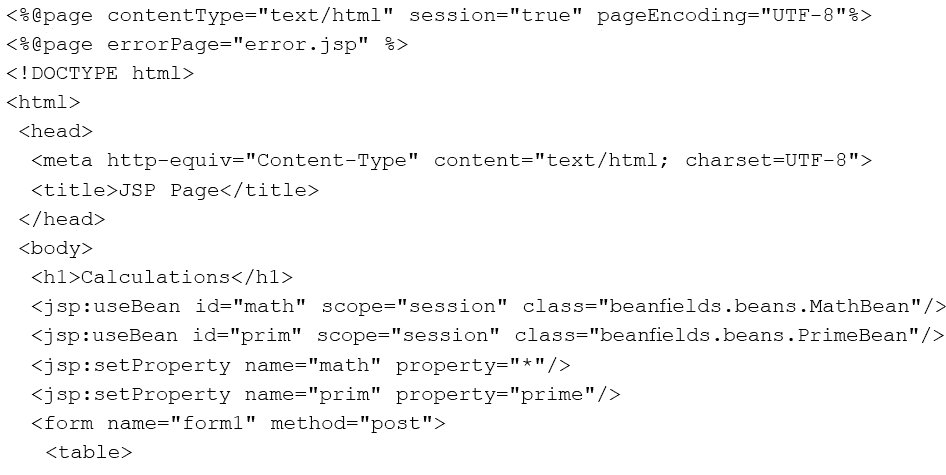 <%@page contentType="text/html" session="true" pageEncoding="UTF-8"%>
<%@page errorPage="error.jsp" %>
<!DOCTYPE html>
<html>
<head>
<meta http-equiv="Content-Type" content="text/html; charset=UTF-8">
<title>JSP Page</title>
</head>
<body>
<h1>Calculations</h1>
<jsp:useBean id="math" scope="session" class="beanfields.beans.MathBean"/>
<jsp:useBean id="prim" scope="session" class="beanfields.beans.PrimeBean"/>
<jsp:setProperty name="math" property="*"/>
<jsp:setProperty name="prim" property="prime"/>
<form name="form1" method="post">
<table>